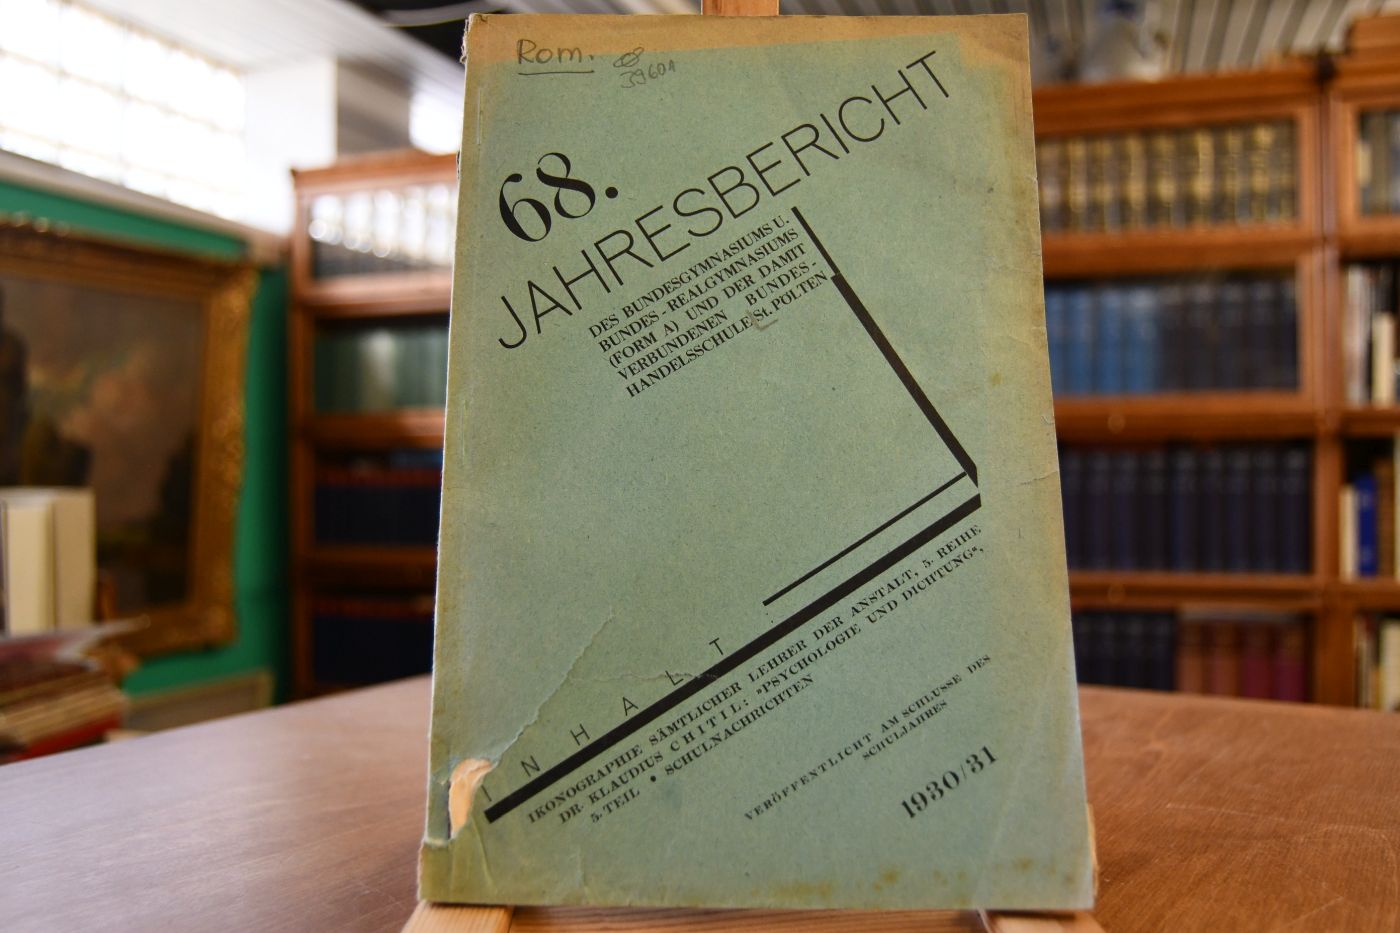 Rom.
3960A
68.
JAHRESBERICHT
DES BUNDESGYMNASIUMS U.
BUNDES-REALGYMNASIUMS
(FORM A) UND DER DAMIT
VERBUNDENEN BUNDES-
HANDELSSCHULE St. PÖLTEN
INHALT
IKONOGRAPHIE SÄMTLICHER LEHRER DER ANSTALT, 5. REIHE
DR. KLAUDIUS CHITIL: „PSYCHOLOGIE UND DICHTUNG“,
5. TEIL • SCHULNACHRICHTEN
VERÖFFENTLICHT AM SCHLUSSE DES
SCHULJAHRES
1930/31